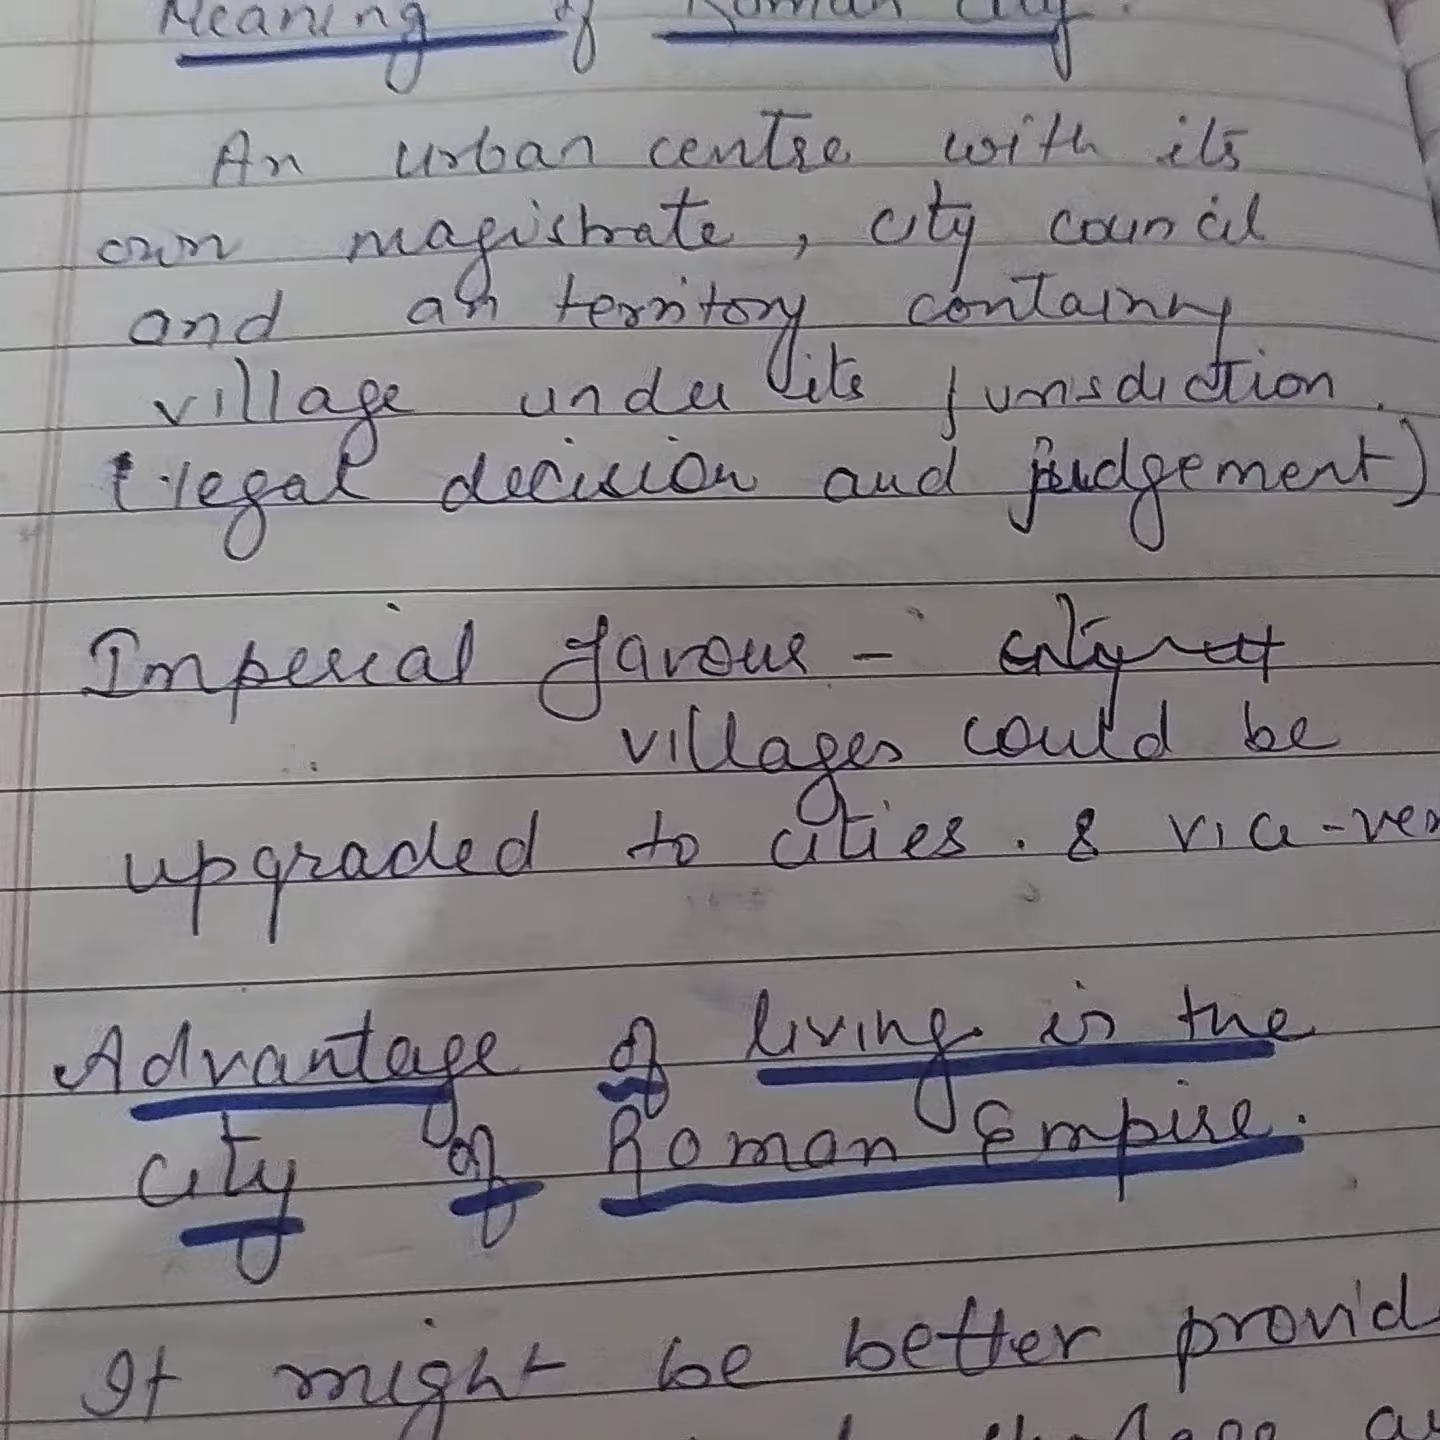 Meaning of Roman City.
An urban centre with its
own magistrate, city council
and an territory containing
village under its jurisdiction.
(legal decision and judgement)
Imperial favour -
villages could be
upgraded to cities. & vice-ver
Advantage of living in the
city of Roman Empire.
It might be better provid